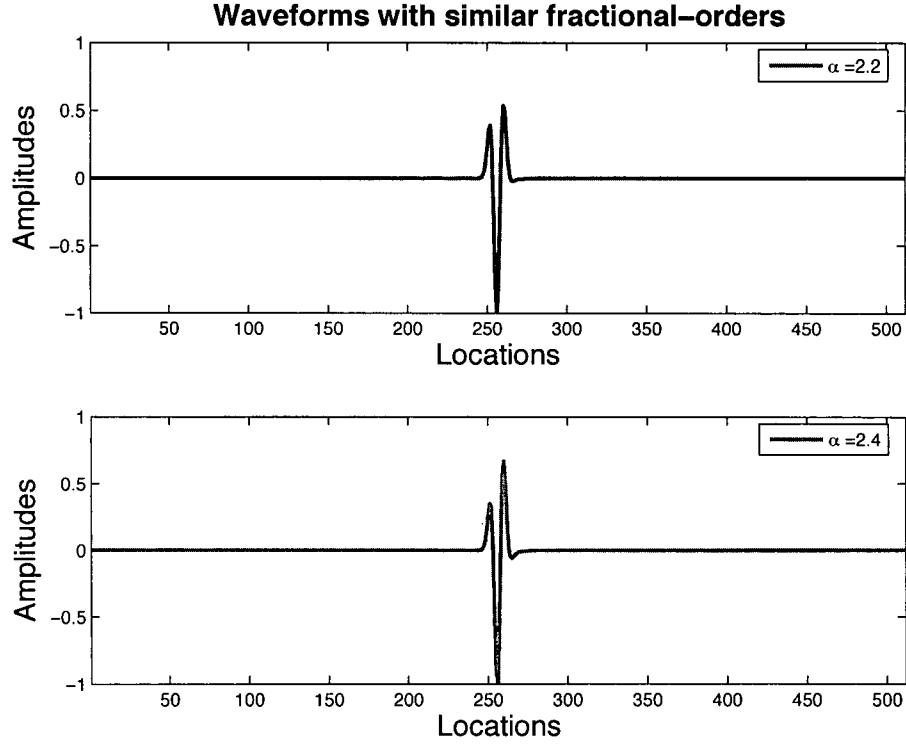 Waveforms with similar fractional−orders
1
α =2.2
0.5
0
−0.5
−1
Amplitudes
50 100 150 200 250 300 350 400 450 500
Locations
1
α =2.4
0.5
0
−0.5
−1
Amplitudes
50 100 150 200 250 300 350 400 450 500
Locations